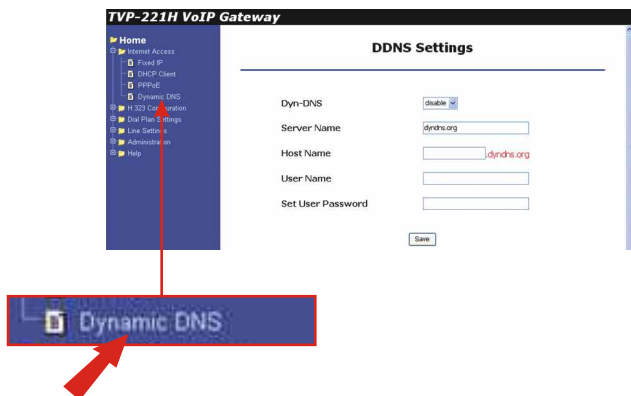 TVP-221H VoIP Gateway
Home
Internet Access
Fixed IP
DHCP Client
PPPoE
Dynamic DNS
H.323 Configuration
Dial Plan Settings
Line Settings
Administration
Help
DDNS Settings
Dyn-DNS disable
Server Name dyndns.org
Host Name .dyndns.org
User Name
Set User Password
Save
Dynamic DNS